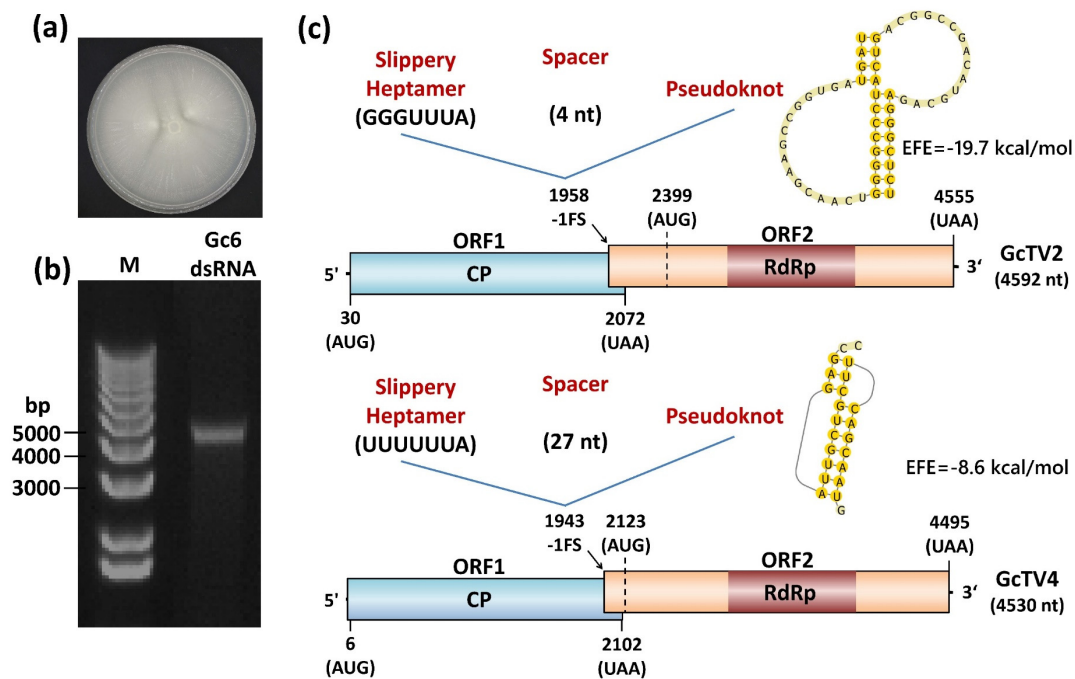 (a)
(b)
M
Gc6
dsRNA
bp
5000
4000
3000
(c)
Slippery
Heptamer
(GGGUUUA)
Spacer
(4 nt)
Pseudoknot
EFE=-19.7 kcal/mol
1958
-1FS
2399
(AUG)
4555
(UAA)
ORF1
ORF2
5'
CP
RdRp
3‘
GcTV2
(4592 nt)
30
(AUG)
2072
(UAA)
Slippery
Heptamer
(UUUUUUA)
Spacer
(27 nt)
Pseudoknot
EFE=-8.6 kcal/mol
1943
-1FS
2123
(AUG)
4495
(UAA)
ORF1
ORF2
5'
CP
RdRp
3‘
GcTV4
(4530 nt)
6
(AUG)
2102
(UAA)